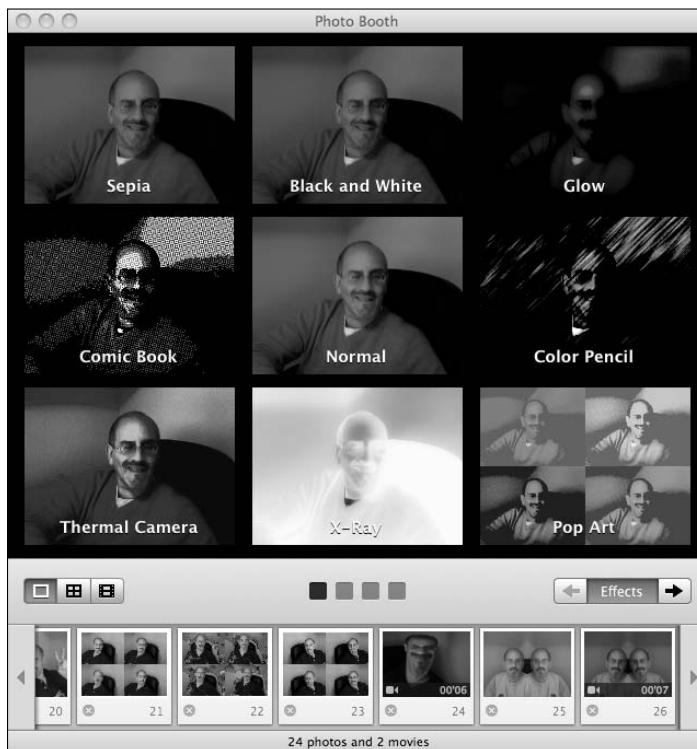 Photo Booth
Sepia
Black and White
Glow
Comic Book
Normal
Color Pencil
Thermal Camera
X-Ray
Pop Art
Effects
00'06
00'07
20
21
22
23
24
25
26
24 photos and 2 movies